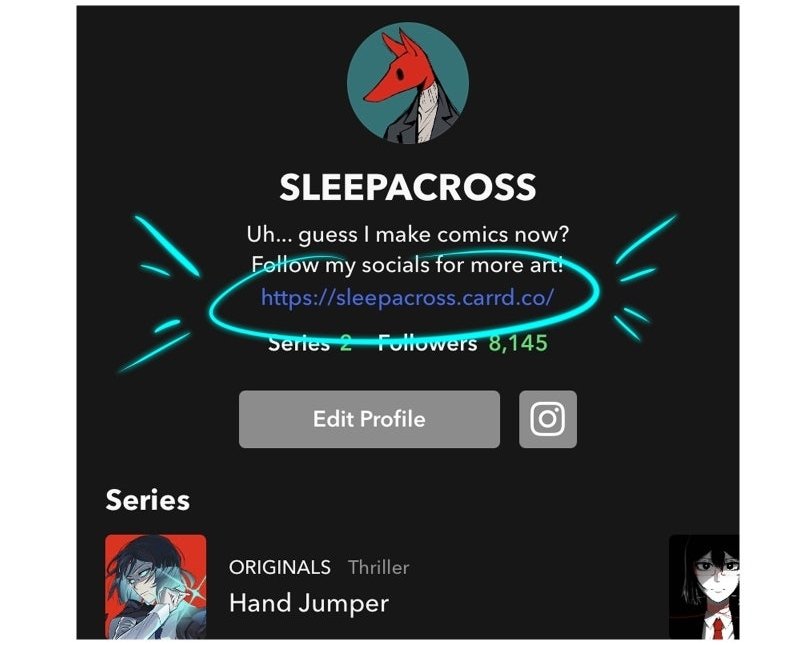 SLEEPACROSS
Uh... guess I make comics now?
Follow my socials for more art!
https://sleepacross.carrd.co/
Series 2 Followers 8,145
Edit Profile
Series
ORIGINALS Thriller
Hand Jumper